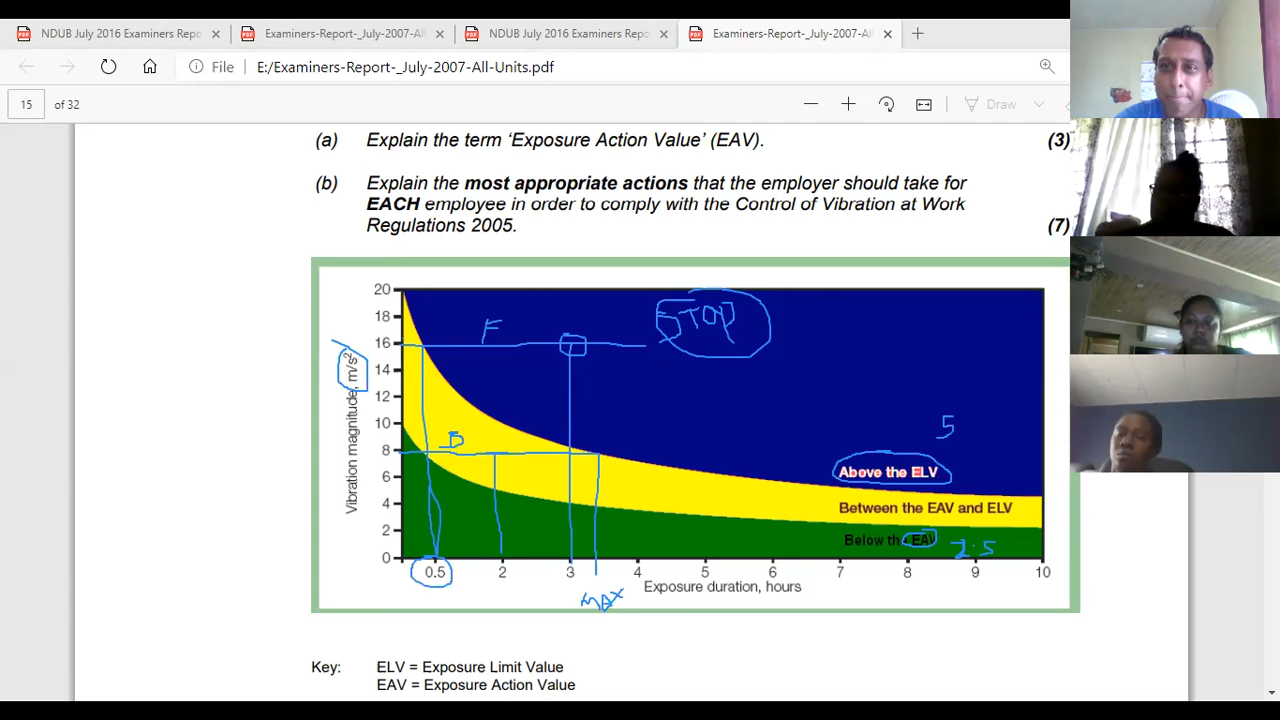 NDUB July 2016 Examiners Repo
Examiners-Report-_July-2007-All-
NDUB July 2016 Examiners Repo
Examiners-Report-_July-2007-All-
File E:/Examiners-Report-_July-2007-All-Units.pdf
15 of 32
Draw
(a) Explain the term ‘Exposure Action Value’ (EAV). (3)
(b) Explain the most appropriate actions that the employer should take for
EACH employee in order to comply with the Control of Vibration at Work
Regulations 2005. (7)
Vibration magnitude, m/s²
20
18
16
14
12
10
8
6
4
2
0
F
STOP
D
5
Above the ELV
Between the EAV and ELV
Below the EAV
2.5
0.5 2 3 4 5 6 7 8 9 10
Exposure duration, hours
MAX
Key: ELV = Exposure Limit Value
EAV = Exposure Action Value